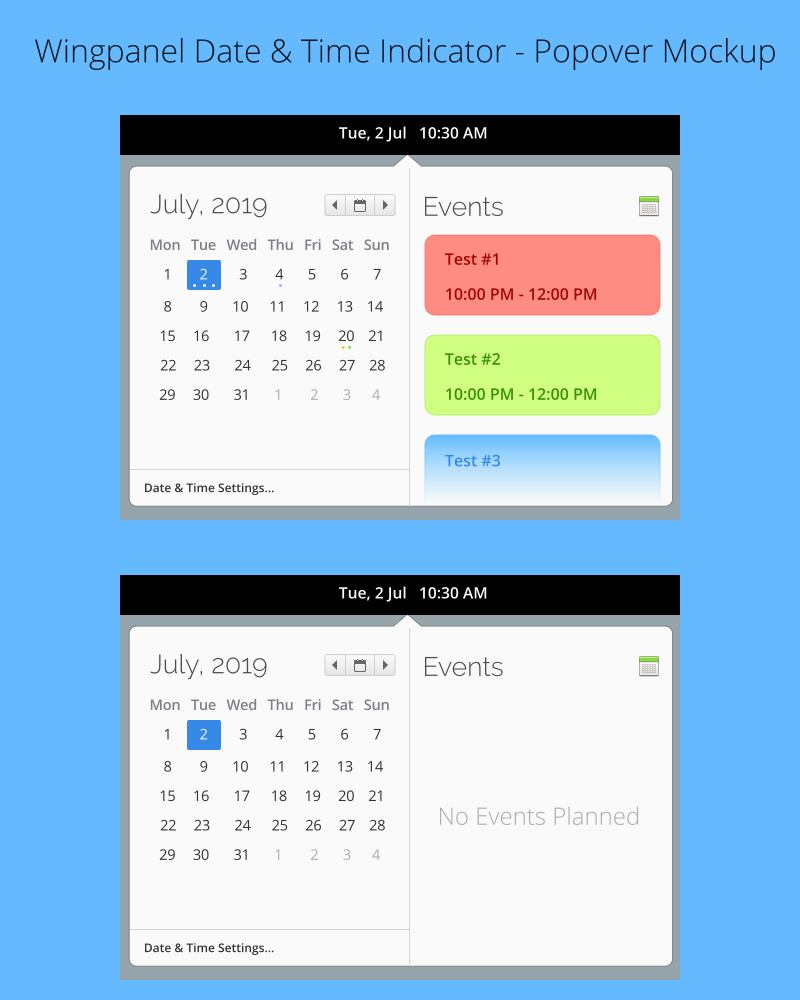 Wingpanel Date & Time Indicator - Popover Mockup
Tue, 2 Jul 10:30 AM
July, 2019
Mon Tue Wed Thu Fri Sat Sun
1 2 3 4 5 6 7
8 9 10 11 12 13 14
15 16 17 18 19 20 21
22 23 24 25 26 27 28
29 30 31 1 2 3 4
Date & Time Settings...
Events
Test #1
10:00 PM - 12:00 PM
Test #2
10:00 PM - 12:00 PM
Test #3
Tue, 2 Jul 10:30 AM
July, 2019
Mon Tue Wed Thu Fri Sat Sun
1 2 3 4 5 6 7
8 9 10 11 12 13 14
15 16 17 18 19 20 21
22 23 24 25 26 27 28
29 30 31 1 2 3 4
Date & Time Settings...
Events
No Events Planned